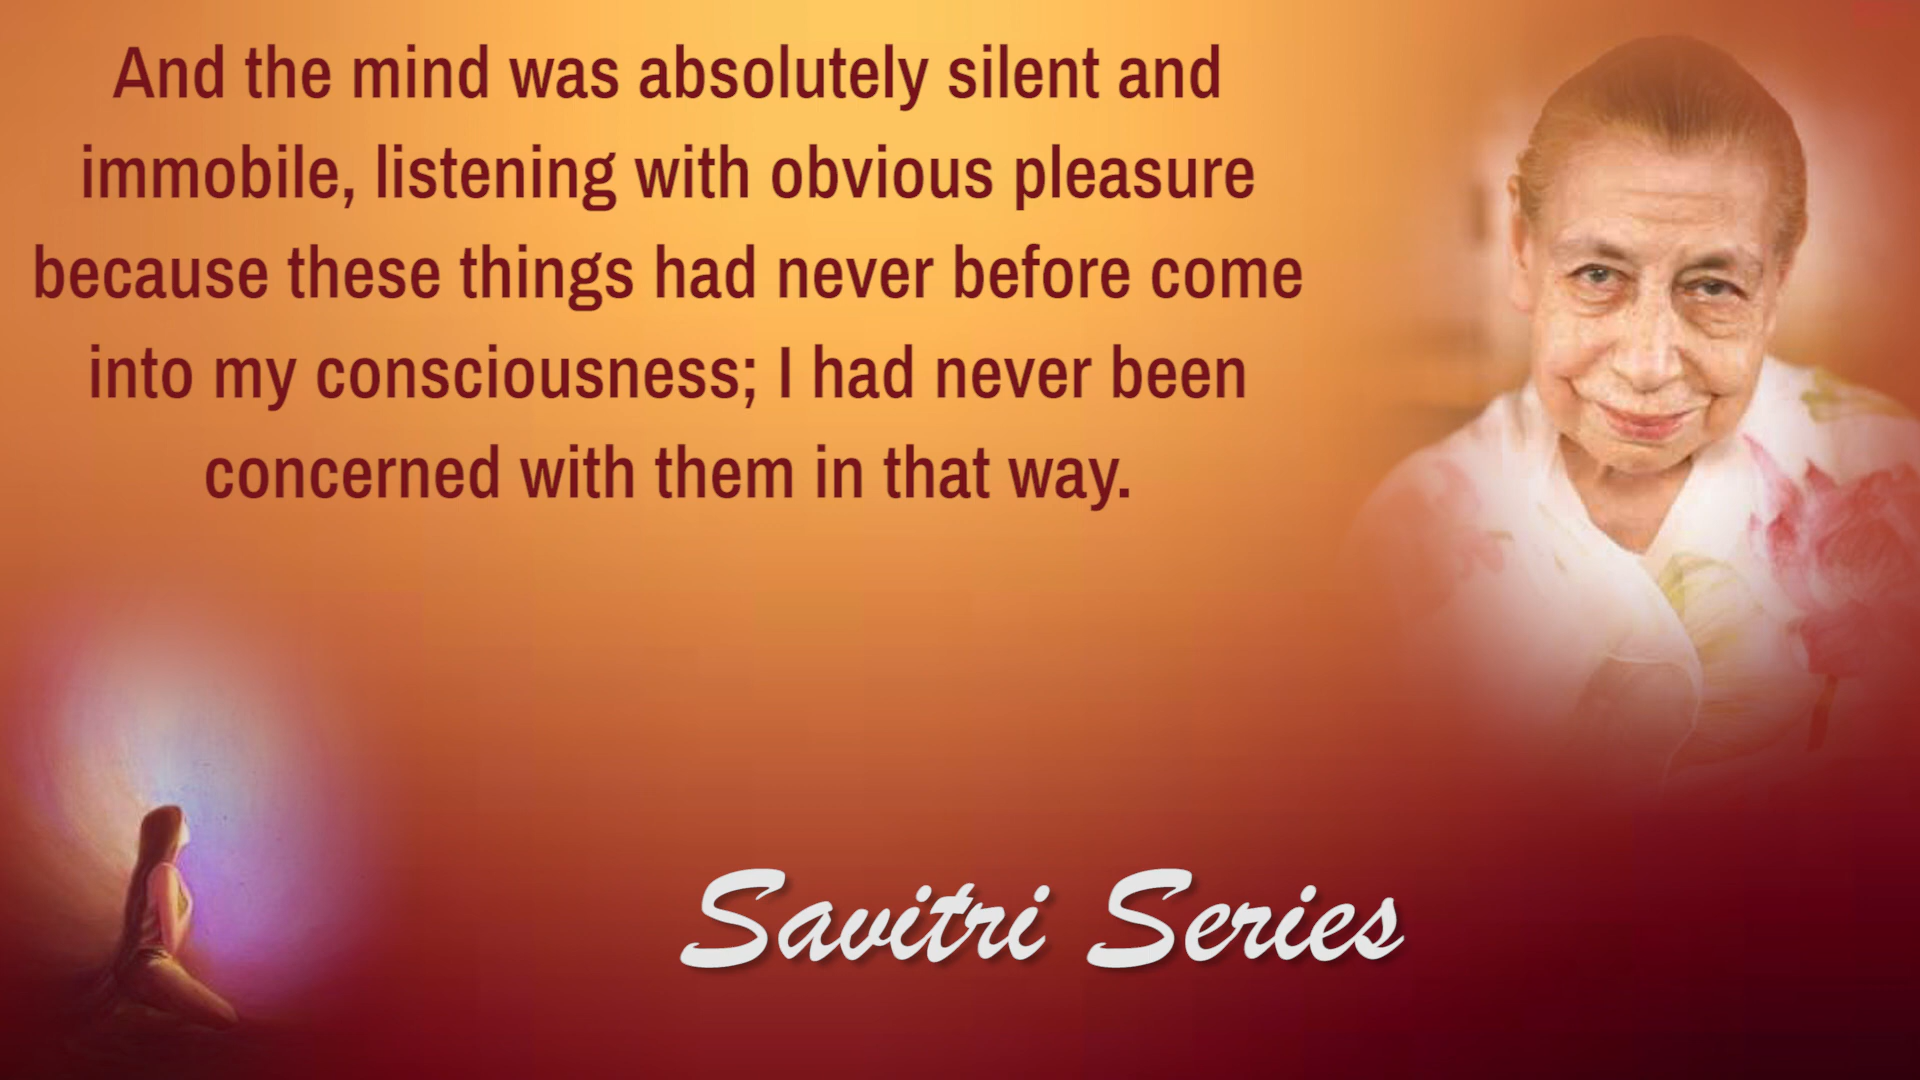 And the mind was absolutely silent and
immobile, listening with obvious pleasure
because these things had never before come
into my consciousness; I had never been
concerned with them in that way.
Savitri Series